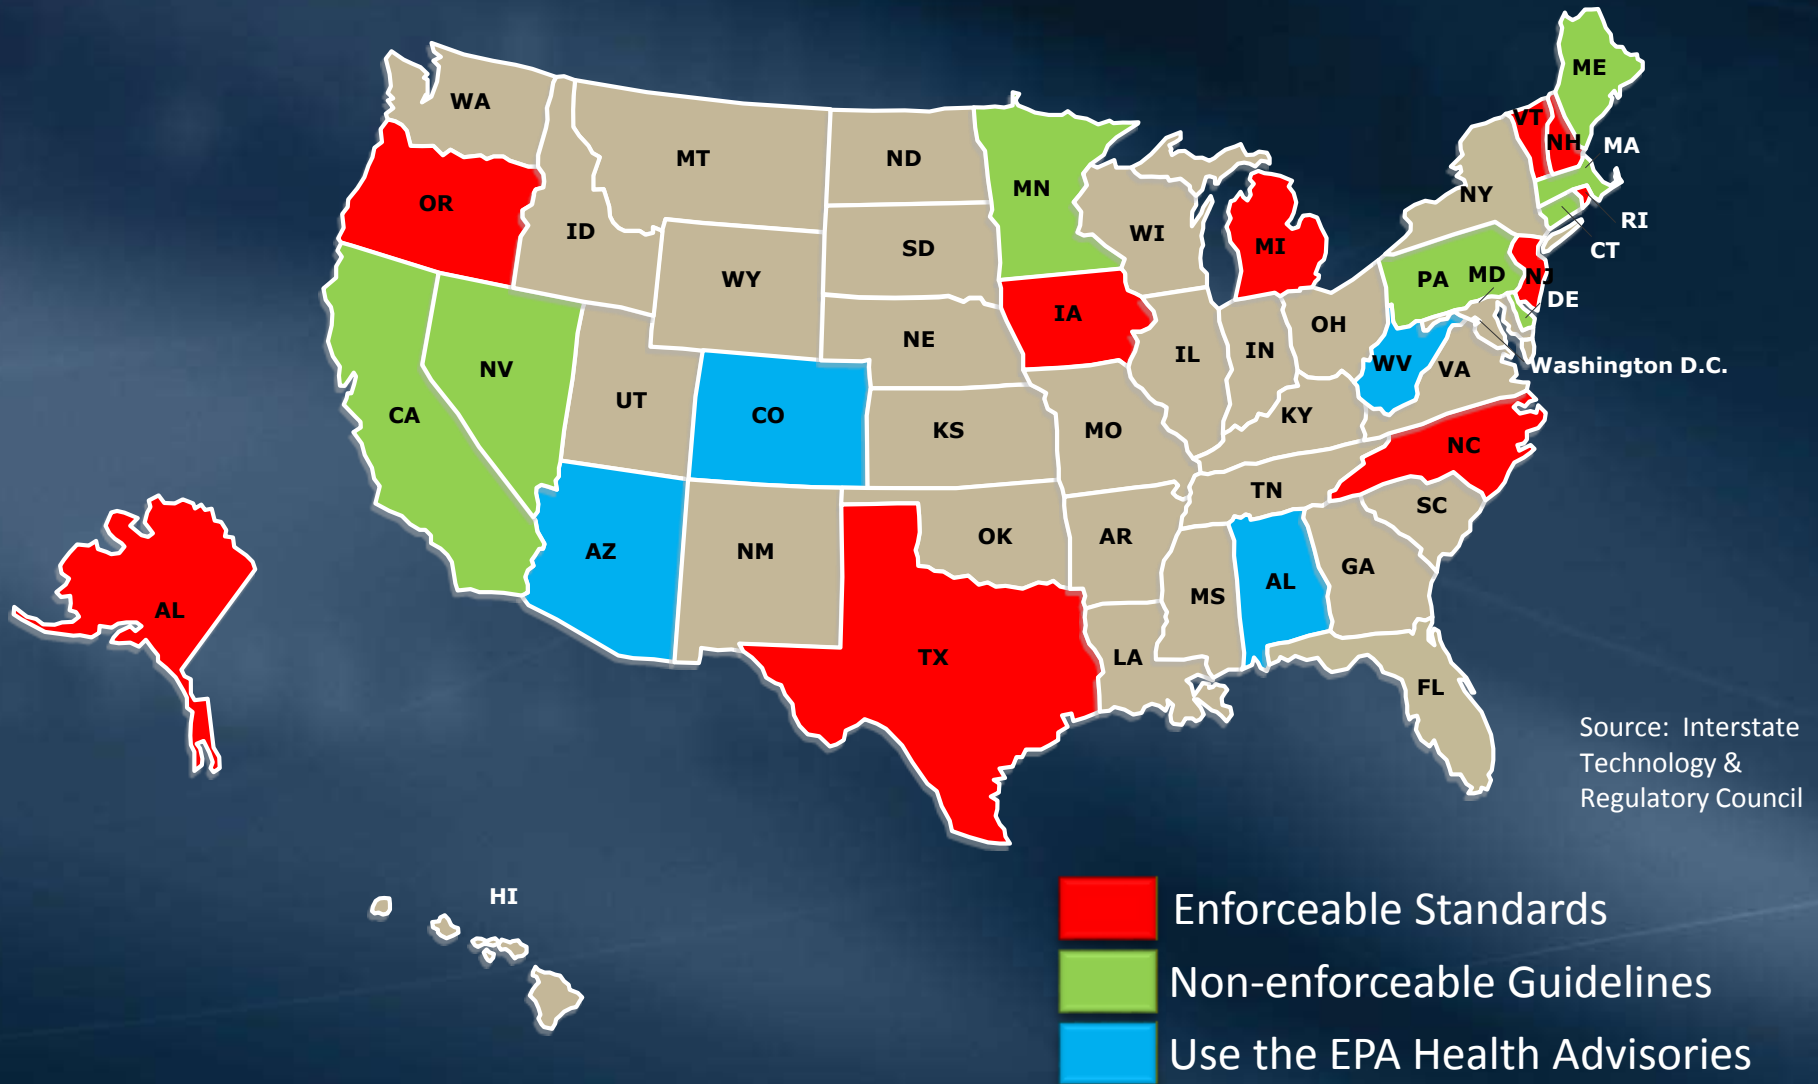 ME
WA
VT
NH
MA
MT
ND
MN
OR
NY
RI
ID
WI
MI
SD
CT
WY
PA
MD
NJ
DE
IA
OH
NE
IL
IN
WV
VA
Washington D.C.
NV
UT
CA
CO
KS
MO
KY
NC
TN
SC
AZ
NM
OK
AR
GA
AL
MS
AL
TX
LA
FL
Source: Interstate
Technology &
Regulatory Council
HI
Enforceable Standards
Non-enforceable Guidelines
Use the EPA Health Advisories